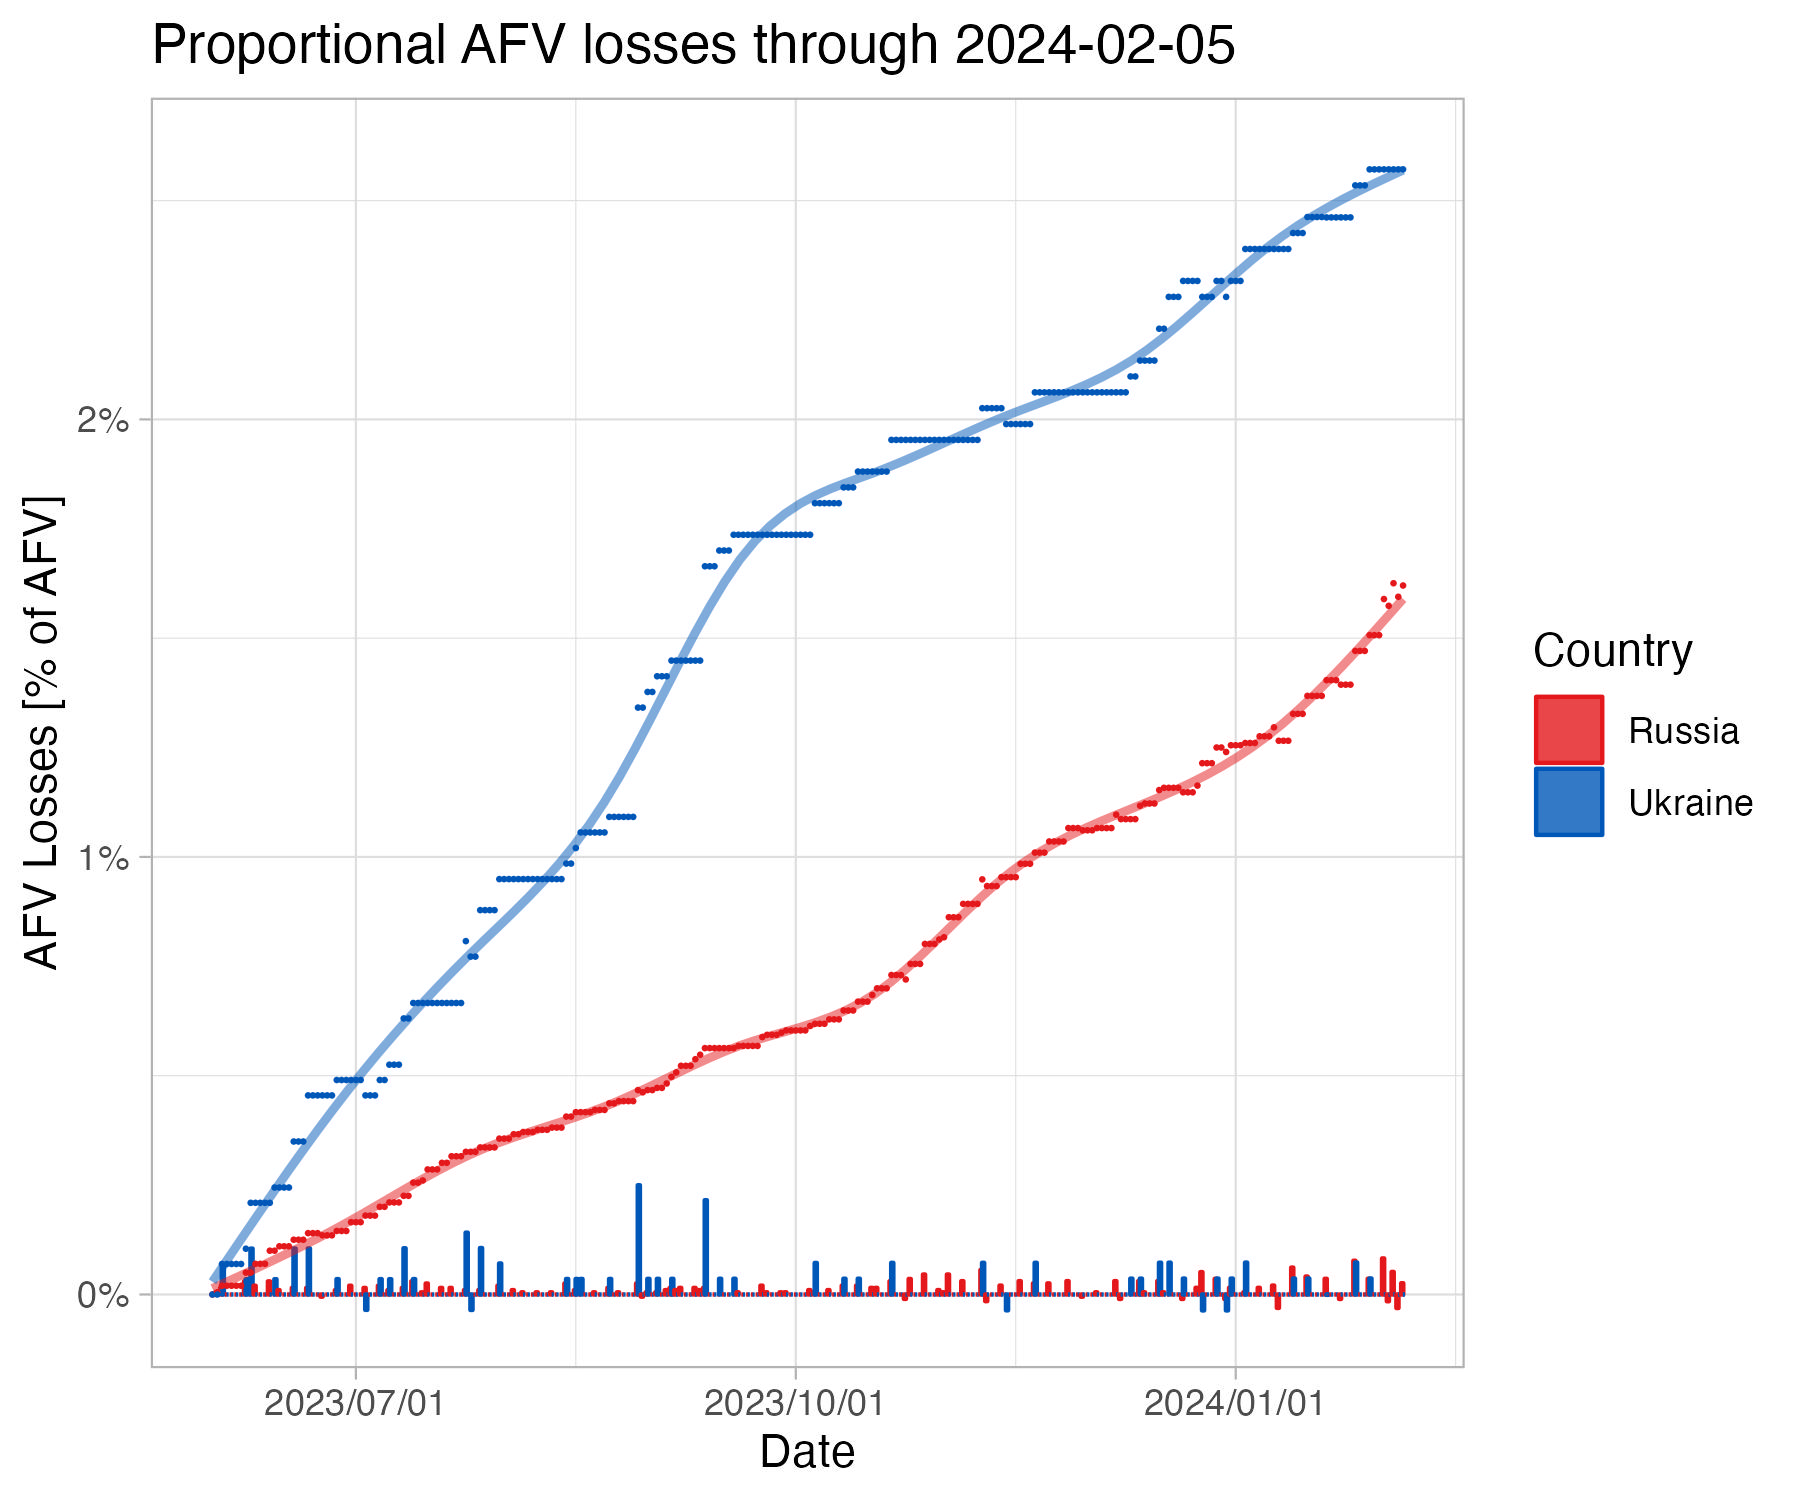 Proportional AFV losses through 2024-02-05
AFV Losses [% of AFV]
2%
1%
0%
2023/07/01
2023/10/01
2024/01/01
Date
Country
Russia
Ukraine